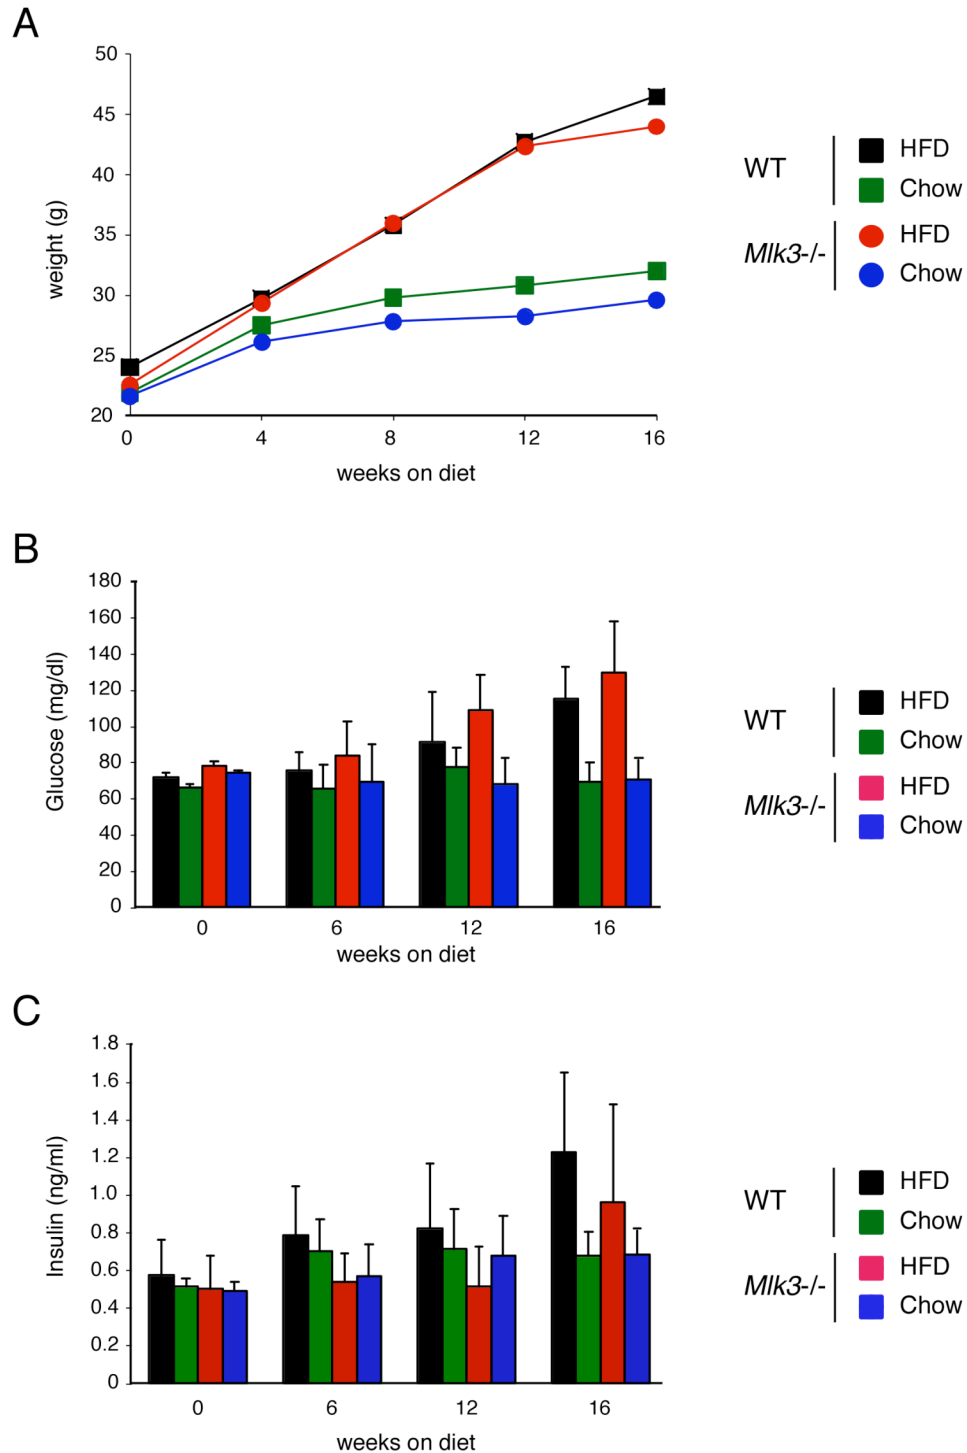 A
50
45
40
35
30
25
20
weight (g)
0 4 8 12 16
weeks on diet
WT
HFD
Chow
Mlk3-/-
HFD
Chow
B
180
160
140
120
100
80
60
40
20
0
Glucose (mg/dl)
0 6 12 16
weeks on diet
WT
HFD
Chow
Mlk3-/-
HFD
Chow
C
1.8
1.6
1.4
1.2
1.0
0.8
0.6
0.4
0.2
0
Insulin (ng/ml)
0 6 12 16
weeks on diet
WT
HFD
Chow
Mlk3-/-
HFD
Chow